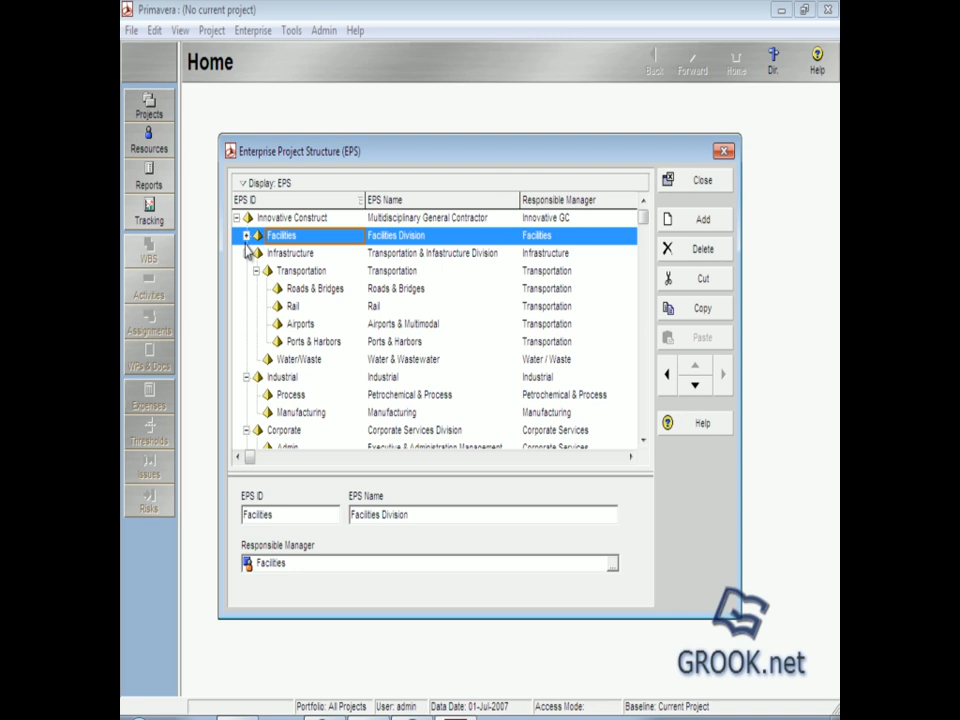 Primavera : (No current project)
File Edit View Project Enterprise Tools Admin Help
Home
Back Forward Home Dir. Help
Projects
Resources
Reports
Tracking
WBS
Activities
Assignments
WPs & Docs
Expenses
Thresholds
Issues
Risks
Enterprise Project Structure (EPS)
Display: EPS
EPS ID EPS Name Responsible Manager
Innovative Construct Multidisciplinary General Contractor Innovative GC
Facilities Facilities Division Facilities
Infrastructure Transportation & Infastructure Division Infrastructure
Transportation Transportation Transportation
Roads & Bridges Roads & Bridges Transportation
Rail Rail Transportation
Airports Airports & Multimodal Transportation
Ports & Harbors Ports & Harbors Transportation
Water/Waste Water & Wastewater Water / Waste
Industrial Industrial Industrial
Process Petrochemical & Process Petrochemical & Process
Manufacturing Manufacturing Manufacturing
Corporate Corporate Services Division Corporate Services
Admin Executive & Administration Management Corporate Services
Close
Add
Delete
Cut
Copy
Paste
Help
EPS ID EPS Name
Facilities Facilities Division
Responsible Manager
Facilities
...
GROOK.net
Portfolio: All Projects User: admin Data Date: 01-Jul-2007 Access Mode: Baseline: Current Project